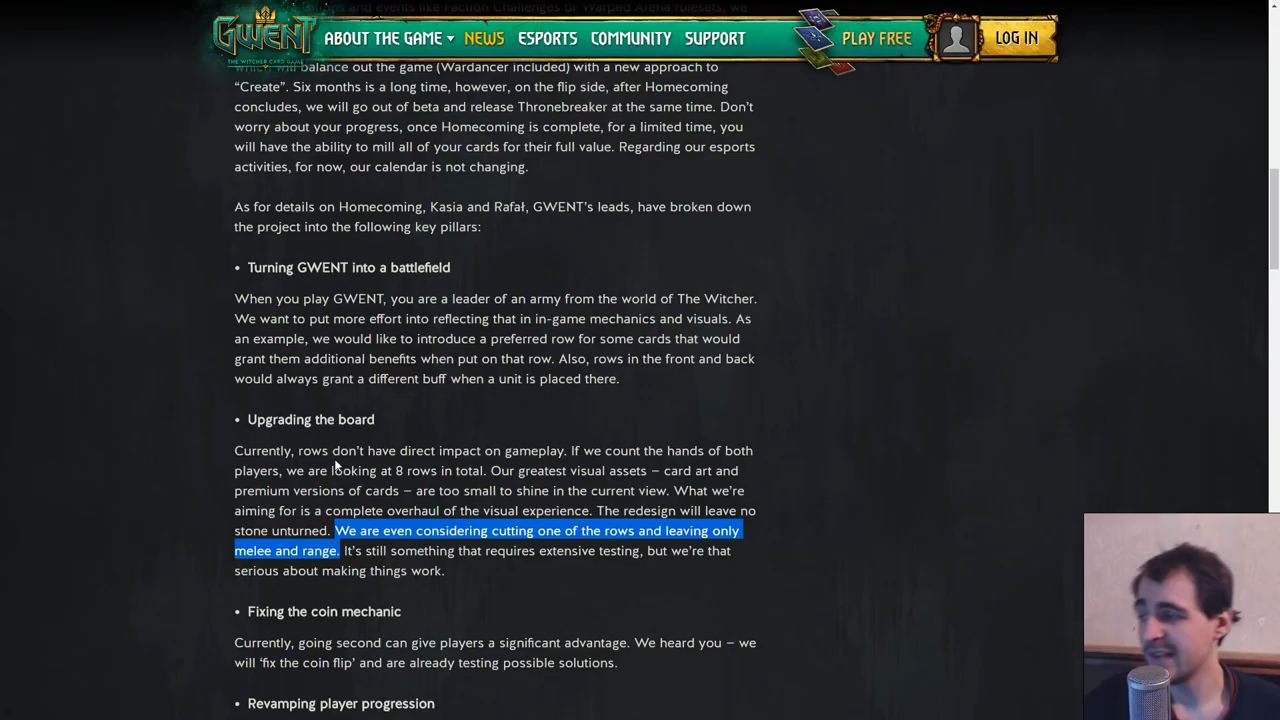 GWENT
THE WITCHER CARD GAME
ABOUT THE GAME
NEWS
ESPORTS
COMMUNITY
SUPPORT
PLAY FREE
LOG IN
and events like Faction Challenges or Warped Arena rulesets, we
which, will balance out the game (Wardancer included) with a new approach to
“Create”. Six months is a long time, however, on the flip side, after Homecoming
concludes, we will go out of beta and release Thronebreaker at the same time. Don’t
worry about your progress, once Homecoming is complete, for a limited time, you
will have the ability to mill all of your cards for their full value. Regarding our esports
activities, for now, our calendar is not changing.
As for details on Homecoming, Kasia and Rafał, GWENT’s leads, have broken down
the project into the following key pillars:
• Turning GWENT into a battlefield
When you play GWENT, you are a leader of an army from the world of The Witcher.
We want to put more effort into reflecting that in in-game mechanics and visuals. As
an example, we would like to introduce a preferred row for some cards that would
grant them additional benefits when put on that row. Also, rows in the front and back
would always grant a different buff when a unit is placed there.
• Upgrading the board
Currently, rows don’t have direct impact on gameplay. If we count the hands of both
players, we are looking at 8 rows in total. Our greatest visual assets – card art and
premium versions of cards – are too small to shine in the current view. What we’re
aiming for is a complete overhaul of the visual experience. The redesign will leave no
stone unturned. We are even considering cutting one of the rows and leaving only
melee and range. It’s still something that requires extensive testing, but we’re that
serious about making things work.
• Fixing the coin mechanic
Currently, going second can give players a significant advantage. We heard you – we
will ‘fix the coin flip’ and are already testing possible solutions.
• Revamping player progression